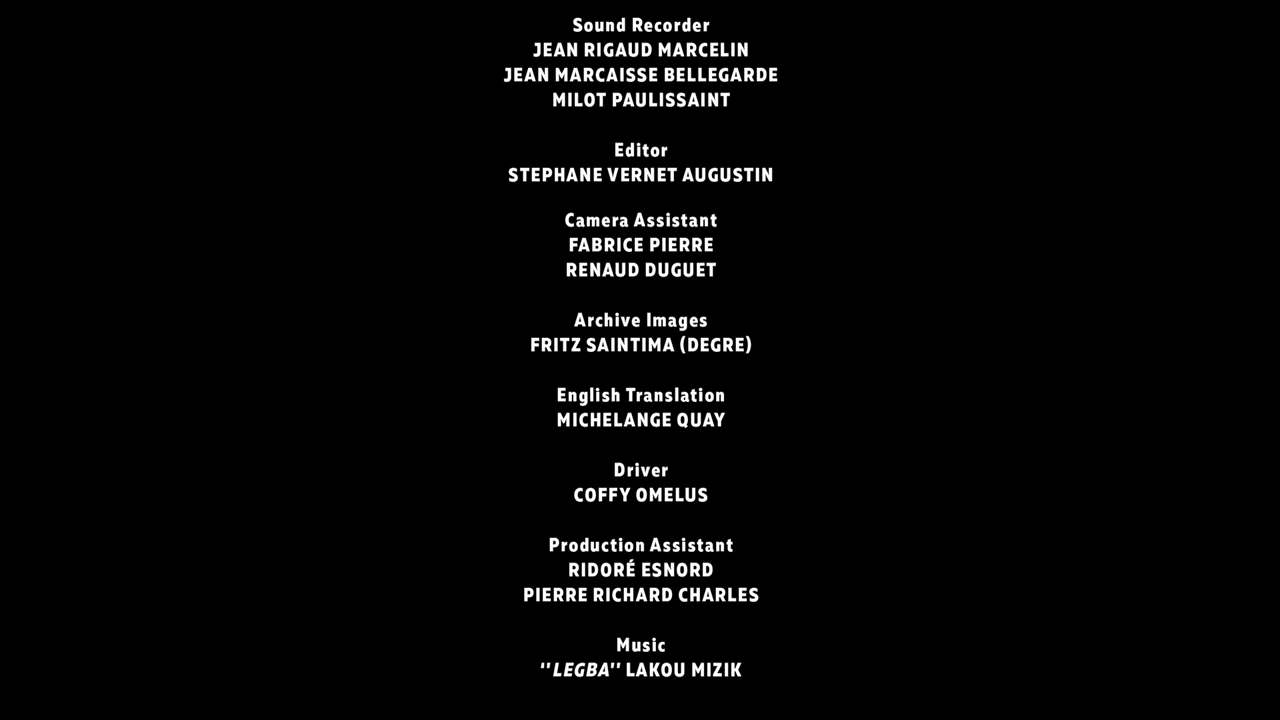 Sound Recorder
JEAN RIGAUD MARCELIN
JEAN MARCAISSE BELLEGARDE
MILOT PAULISSAINT
Editor
STEPHANE VERNET AUGUSTIN
Camera Assistant
FABRICE PIERRE
RENAUD DUGUET
Archive Images
FRITZ SAINTIMA (DEGRE)
English Translation
MICHELANGE QUAY
Driver
COFFY OMELUS
Production Assistant
RIDORÉ ESNORD
PIERRE RICHARD CHARLES
Music
''LEGBA'' LAKOU MIZIK